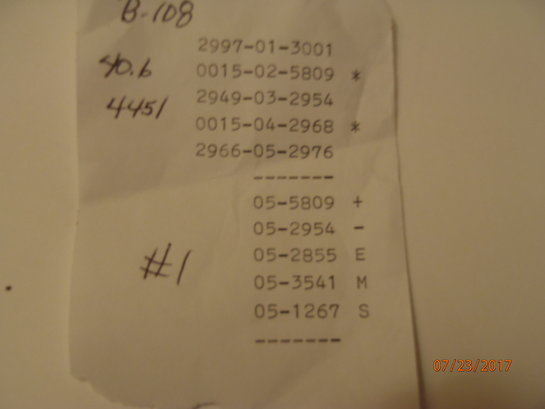 B-108
2997-01-3001
40.6 0015-02-5809 *
4451 2949-03-2954
0015-04-2968 *
2966-05-2976
-------
05-5809 +
05-2954 -
05-2855 E
#1
05-3541 M
05-1267 S
-------
07/23/2017